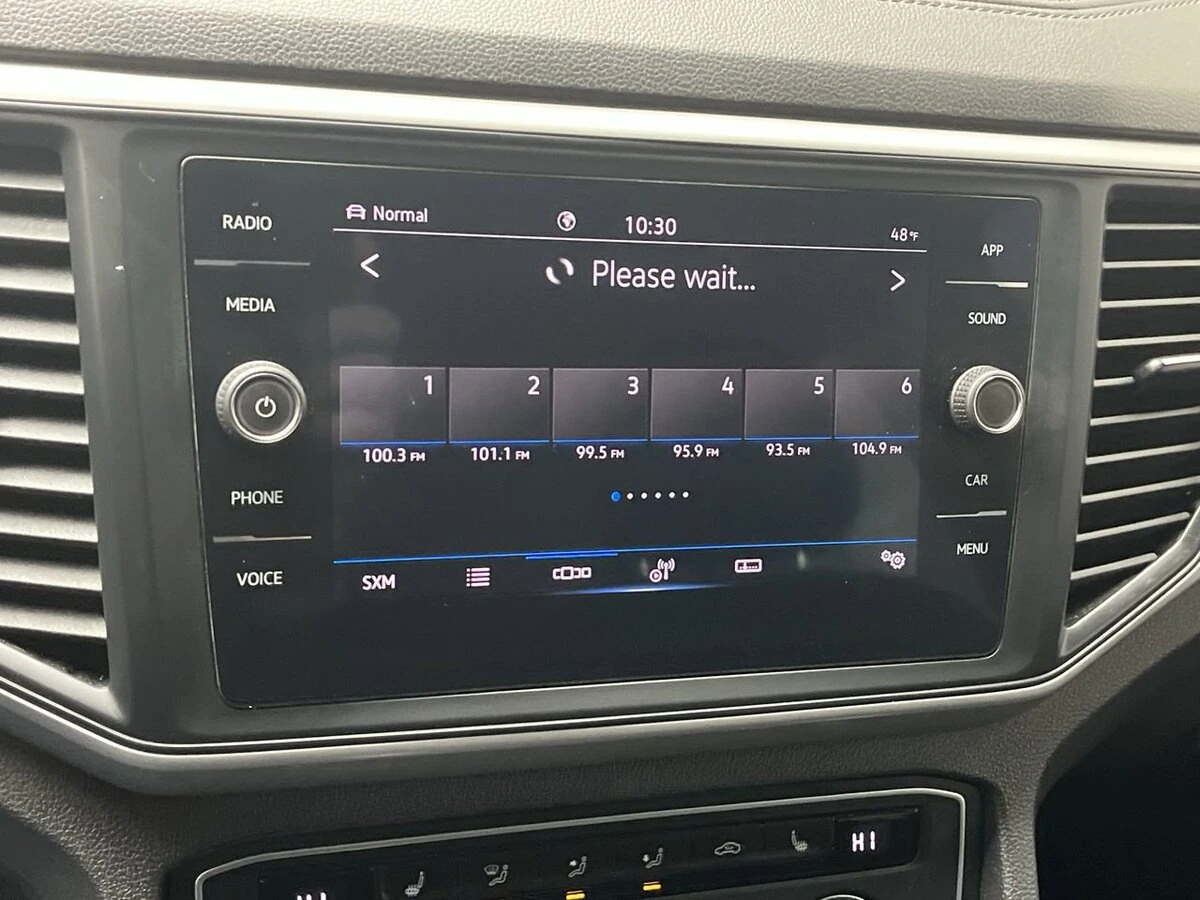 RADIO
MEDIA
PHONE
VOICE
Normal
10:30
48°F
Please wait...
1 2 3 4 5 6
100.3 FM 101.1 FM 99.5 FM 95.9 FM 93.5 FM 104.9 FM
SXM
APP
SOUND
CAR
MENU
HI